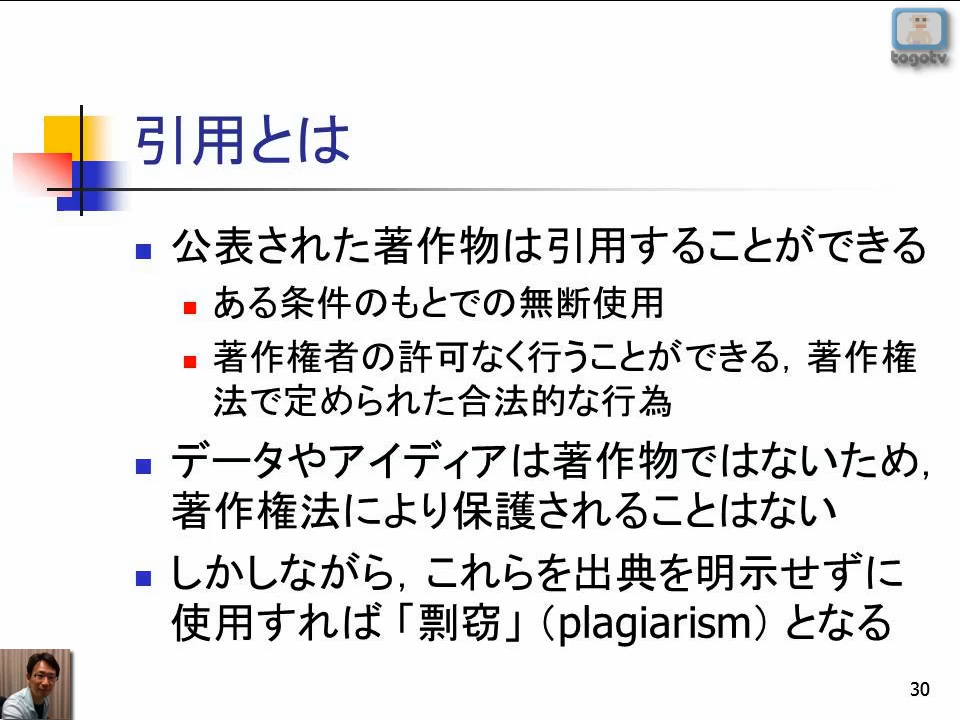 togotv
引用とは
公表された著作物は引用することができる
ある条件のもとでの無断使用
著作権者の許可なく行うことができる，著作権
法で定められた合法的な行為
データやアイディアは著作物ではないため，
著作権法により保護されることはない
しかしながら，これらを出典を明示せずに
使用すれば「剽窃」（plagiarism）となる
30